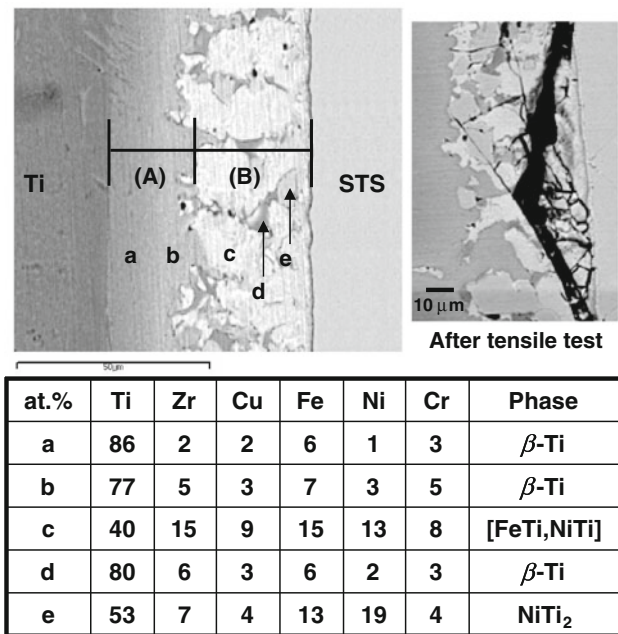 Ti
(A)
(B)
STS
a
b
c
d
e
50μm
10 μm
After tensile test
at.% Ti Zr Cu Fe Ni Cr Phase
a 86 2 2 6 1 3 β-Ti
b 77 5 3 7 3 5 β-Ti
c 40 15 9 15 13 8 [FeTi,NiTi]
d 80 6 3 6 2 3 β-Ti
e 53 7 4 13 19 4 NiTi₂